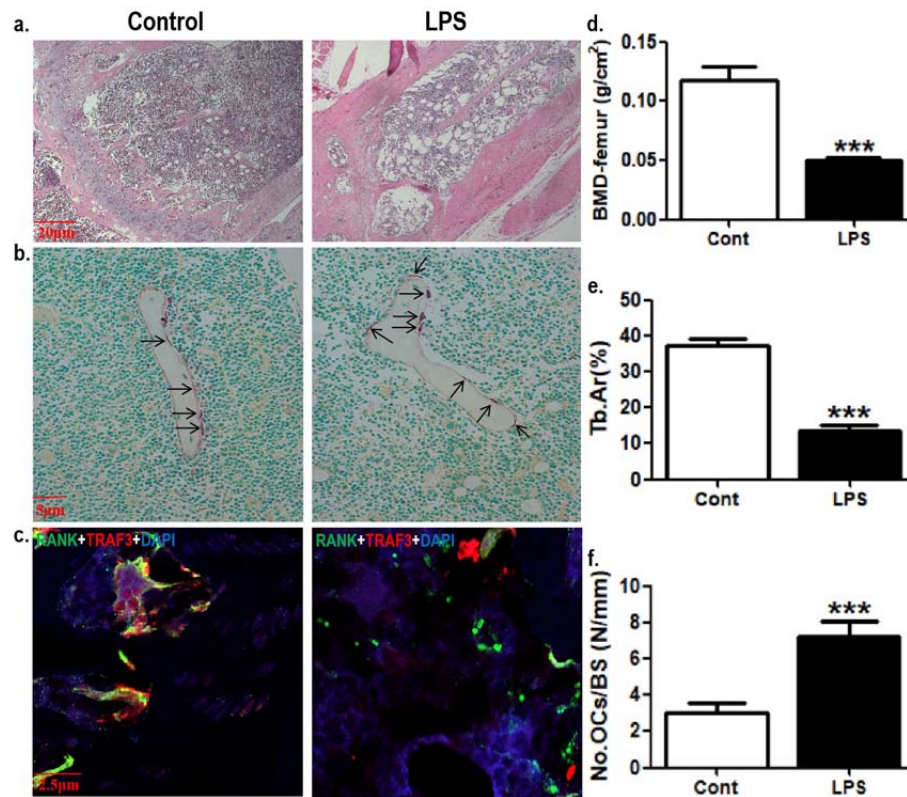 Control
LPS
a.
20μm
b.
5μm
c.
RANK+TRAF3+DAPI
RANK+TRAF3+DAPI
2.5μm
d.
BMD-femur (g/cm²)
0.15
0.10
0.05
0.00
***
Cont
LPS
e.
Tb.Ar(%)
50
40
30
20
10
0
***
Cont
LPS
f.
No.OCs/BS (N/mm)
10
8
6
4
2
0
***
Cont
LPS